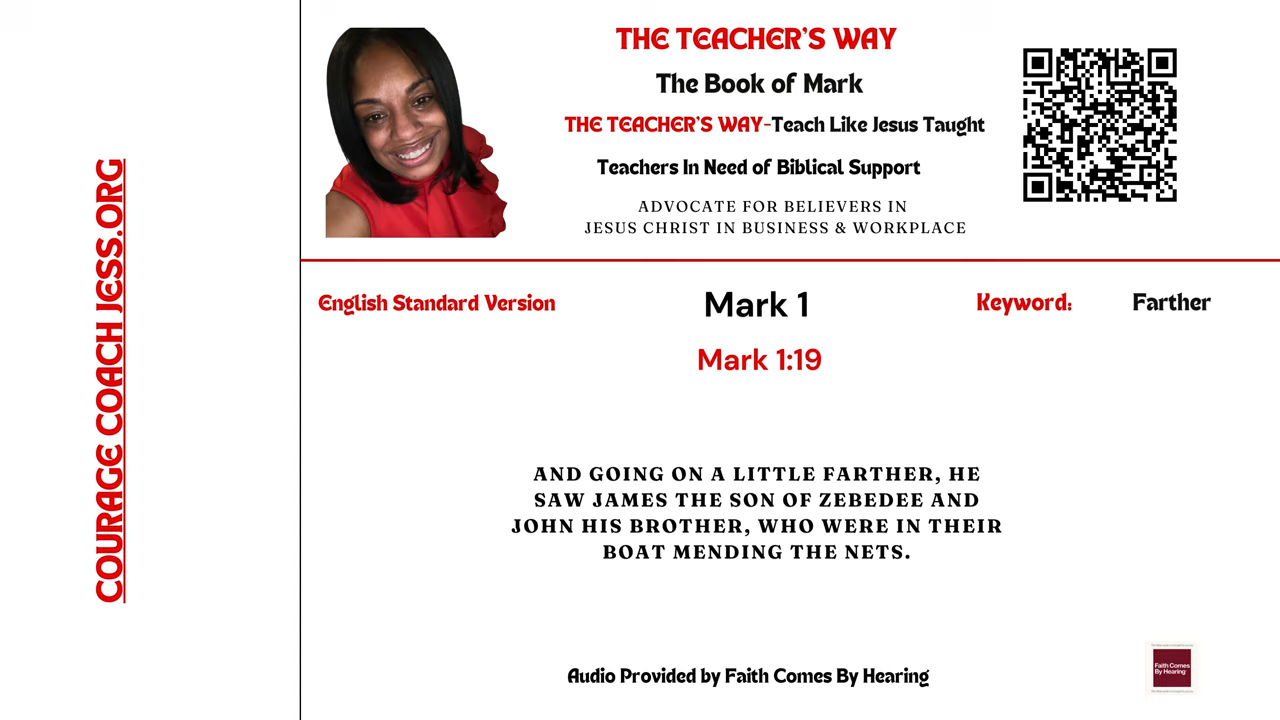 COURAGE COACH JESS.ORG
THE TEACHER'S WAY
The Book of Mark
THE TEACHER'S WAY-Teach Like Jesus Taught
Teachers In Need of Biblical Support
ADVOCATE FOR BELIEVERS IN
JESUS CHRIST IN BUSINESS & WORKPLACE
English Standard Version
Mark 1
Keyword:
Farther
Mark 1:19
AND GOING ON A LITTLE FARTHER, HE
SAW JAMES THE SON OF ZEBEDEE AND
JOHN HIS BROTHER, WHO WERE IN THEIR
BOAT MENDING THE NETS.
Audio Provided by Faith Comes By Hearing
Faith Comes
By Hearing